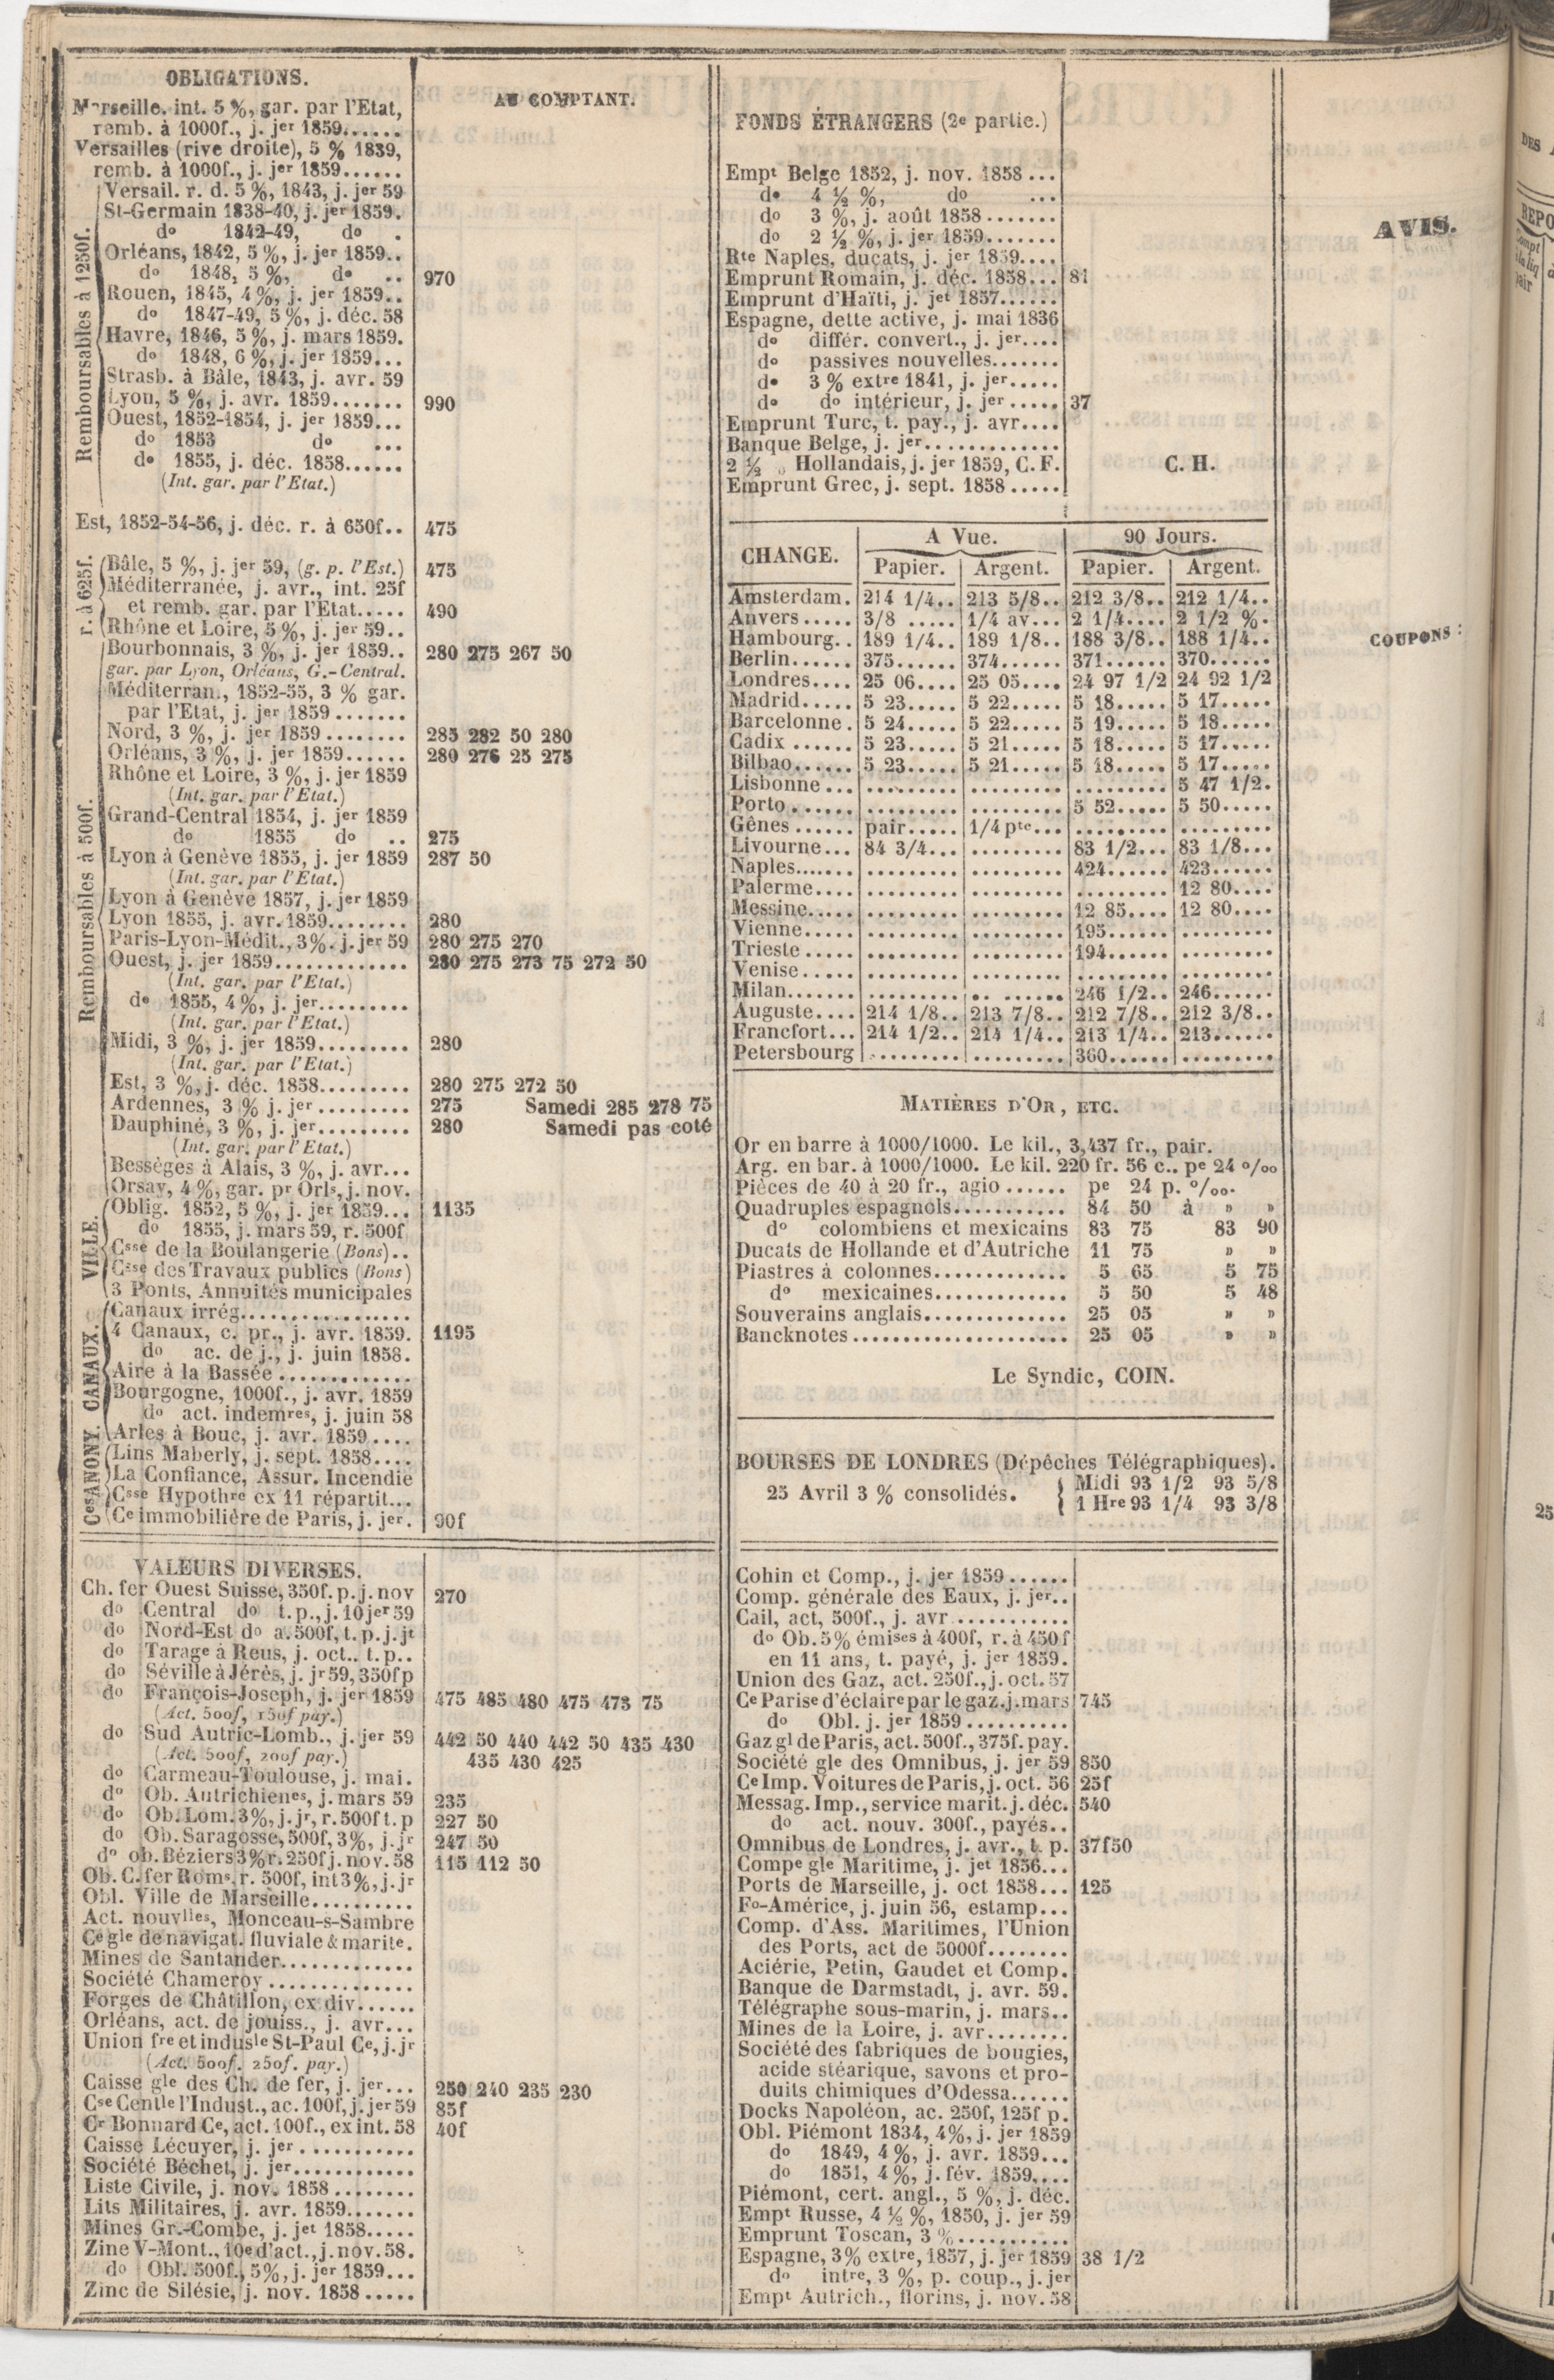 OBLIGATIONS.
AU COMPTANT.
Marseille. int. 5 %, gar. par l'Etat,
remb. à 1000f., j. jer 1859......
Versailles (rive droite), 5 % 1839,
remb. à 1000f., j. jer 1859......
Remboursables à 1250f.
Versail. r. d. 5 %, 1843, j. jer 59
St-Germain 1838-40, j. jer 1859.
do 1842-49, do .
Orléans, 1842, 5 %, j. jer 1859..
do 1848, 5 %, do .. 970
Rouen, 1845, 4 %, j. jer 1859..
do 1847-49, 5 %, j. déc. 58
Havre, 1846, 5 %, j. mars 1859.
do 1848, 6 %, j. jer 1859...
Strasb. à Bâle, 1843, j. avr. 59
Lyon, 5 %, j. avr. 1859....... 990
Ouest, 1852-1854, j. jer 1859...
do 1853 do ...
do 1855, j. déc. 1858......
(Int. gar. par l'Etat.)
Est, 1852-54-56, j. déc. r. à 650f.. 475
r. à 625f.
Bâle, 5 %, j. jer 59, (g. p. l'Est.) 475
Méditerranée, j. avr., int. 25f
et remb. gar. par l'Etat..... 490
Rhône et Loire, 5 %, j. jer 59..
Remboursables à 500f.
Bourbonnais, 3 %, j. jer 1859.. 280 275 267 50
gar. par Lyon, Orléans, G.-Central.
Méditerran., 1852-55, 3 % gar.
par l'Etat, j. jer 1859.......
Nord, 3 %, j. jer 1859........ 285 282 50 280
Orléans, 3 %, j. jer 1859...... 280 276 25 275
Rhône et Loire, 3 %, j. jer 1859
(Int. gar. par l'Etat.)
Grand-Central 1854, j. jer 1859
do 1855 do .. 275
Lyon à Genève 1855, j. jer 1859 287 50
(Int. gar. par l'Etat.)
Lyon à Genève 1857, j. jer 1859
Lyon 1855, j. avr. 1859........ 280
Paris-Lyon-Médit., 3 %. j. jer 59 280 275 270
Ouest, j. jer 1859............. 280 275 273 75 272 50
(Int. gar. par l'Etat.)
do 1855, 4 %, j. jer..........
(Int. gar. par l'Etat.)
Midi, 3 %, j. jer 1859......... 280
(Int. gar. par l'Etat.)
Est, 3 %, j. déc. 1858......... 280 275 272 50
Ardennes, 3 % j. jer......... 275 Samedi 285 278 75
Dauphiné, 3 %, j. jer......... 280 Samedi pas coté
(Int. gar. par l'Etat.)
Bessèges à Alais, 3 %, j. avr...
Orsay, 4 %, gar. pr Orls, j. nov.
VILLE.
Oblig. 1852, 5 %, j. jer 1859... 1135
do 1855, j. mars 59, r. 500f
Csse de la Boulangerie (Bons)..
Csse des Travaux publics (Bons)
3 Ponts, Annuités municipales
CANAUX.
Canaux irrég.................
4 Canaux, c. pr., j. avr. 1859. 1195
do ac. de j., j. juin 1858.
Aire à la Bassée.............
Bourgogne, 1000f., j. avr. 1859
do act. indemres, j. juin 58
Arles à Bouc, j. avr. 1859....
Ces ANONY.
Lins Maberly, j. sept. 1858....
La Confiance, Assur. Incendie
Csse Hypothre ex 11 répartit...
Ce immobilière de Paris, j. jer. 90f
VALEURS DIVERSES.
Ch. fer Ouest Suisse, 350f. p. j. nov 270
do Central do t. p., j. 10 jer 59
do Nord-Est do a. 500f, t. p. j. jt
do Tarage à Reus, j. oct.. t. p..
do Séville à Jérès, j. jr 59, 350f p
do François-Joseph, j. jer 1859 475 485 480 475 473 75
(Act. 500f, 150f pay.)
do Sud Autric-Lomb., j. jer 59 442 50 440 442 50 435 430
(Act. 500f, 200f pay.) 435 430 425
do Carmeau-Toulouse, j. mai.
do Ob. Autrichienes, j. mars 59 235
do Ob. Lom. 3%, j. jr, r. 500f t. p 227 50
do Ob. Saragosse, 500f, 3%, j. jr 247 50
do ob. Béziers 3% r. 250f j. nov. 58 115 112 50
Ob. C. fer Roms. r. 500f, int 3%, j. jr
Obl. Ville de Marseille..........
Act. nouvlles, Monceau-s-Sambre
Ce gle de navigat. fluviale & marite.
Mines de Santander.............
Société Chameroy..............
Forges de Châtillon, ex div......
Orléans, act. de jouiss., j. avr...
Union fre et indusle St-Paul Ce, j. jr
(Act. 500f. 250f. pay.)
Caisse gle des Ch. de fer, j. jer... 250 240 235 230
Cse Centle l'Indust., ac. 100f, j. jer 59 85f
Cr Bonnard Ce, act. 100f., ex int. 58 40f
Caisse Lécuyer, j. jer...........
Société Béchet, j. jer............
Liste Civile, j. nov. 1858........
Lits Militaires, j. avr. 1859.......
Mines Gr.-Combe, j. jet 1858.....
Zinc V-Mont., 10e d'act., j. nov. 58.
do Obl. 500f., 5%, j. jer 1859...
Zinc de Silésie, j. nov. 1858.....
FONDS ÉTRANGERS (2e partie.)
Empt Belge 1852, j. nov. 1858...
do 4 ½ %, do ...
do 3 %, j. août 1858.......
do 2 ½ %, j. jer 1859.......
Rte Naples, ducats, j. jer 1859....
Emprunt Romain, j. déc. 1858... 81
Emprunt d'Haïti, j. jet 1857......
Espagne, dette active, j. mai 1836
do différ. convert., j. jer....
do passives nouvelles.......
do 3 % extre 1841, j. jer.....
do do intérieur, j. jer..... 37
Emprunt Turc, t. pay., j. avr....
Banque Belge, j. jer.............
2 ½ Hollandais, j. jer 1859, C. F.
Emprunt Grec, j. sept. 1858.....
C. H.
CHANGE. A Vue. 90 Jours.
Papier. Argent. Papier. Argent.
Amsterdam. 214 1/4.. 213 5/8.. 212 3/8.. 212 1/4..
Anvers..... 3/8 ..... 1/4 av... 2 1/4.... 2 1/2 %.
Hambourg.. 189 1/4.. 189 1/8.. 188 3/8.. 188 1/4..
Berlin...... 375...... 374...... 371...... 370......
Londres.... 25 06.... 25 05.... 24 97 1/2 24 92 1/2
Madrid..... 5 23..... 5 22..... 5 18..... 5 17.....
Barcelonne. 5 24..... 5 22..... 5 19..... 5 18.....
Cadix...... 5 23..... 5 21..... 5 18..... 5 17.....
Bilbao...... 5 23..... 5 21..... 5 18..... 5 17.....
Lisbonne... ......... ......... ......... 5 47 1/2.
Porto...... ......... ......... 5 52..... 5 50.....
Gênes...... pair..... 1/4 pte... ......... .........
Livourne... 84 3/4... ......... 83 1/2... 83 1/8...
Naples....... ......... ......... 424...... 423......
Palerme.... ......... ......... ......... 12 80....
Messine..... ......... ......... 12 85.... 12 80....
Vienne..... ......... ......... 195...... .........
Trieste..... ......... ......... 194...... .........
Venise..... ......... ......... ......... .........
Milan....... ......... ......... 246 1/2.. 246......
Auguste.... 214 1/8.. 213 7/8.. 212 7/8.. 212 3/8..
Francfort... 214 1/2.. 214 1/4.. 213 1/4.. 213......
Petersbourg ......... ......... 360...... .........
MATIÈRES D'OR, ETC.
Or en barre à 1000/1000. Le kil., 3,437 fr., pair.
Arg. en bar. à 1000/1000. Le kil. 220 fr. 56 c.. pe 24 o/oo
Pièces de 40 à 20 fr., agio...... pe 24 p. o/oo.
Quadruples espagnols........... 84 50 à » »
do colombiens et mexicains 83 75 83 90
Ducats de Hollande et d'Autriche 11 75 » »
Piastres à colonnes............. 5 65 5 75
do mexicaines............. 5 50 5 48
Souverains anglais.............. 25 05 » »
Bancknotes..................... 25 05 » »
Le Syndic, COIN.
BOURSES DE LONDRES (Dépêches Télégraphiques).
25 Avril 3 % consolidés. Midi 93 1/2 93 5/8
1 Hre 93 1/4 93 3/8
Cohin et Comp., j. jer 1859......
Comp. générale des Eaux, j. jer..
Cail, act, 500f., j. avr...........
do Ob. 5% émises à 400f, r. à 450f
en 11 ans, t. payé, j. jer 1859.
Union des Gaz, act. 250f., j. oct. 57
Ce Parise d'éclaire par le gaz. j. mars 745
do Obl. j. jer 1859..........
Gaz gl de Paris, act. 500f., 375f. pay.
Société gle des Omnibus, j. jer 59 850
Ce Imp. Voitures de Paris, j. oct. 56 25f
Messag. Imp., service marit. j. déc. 540
do act. nouv. 300f., payés..
Omnibus de Londres, j. avr., t. p. 37f50
Compe gle Maritime, j. jet 1856...
Ports de Marseille, j. oct 1858... 125
Fo-Américe, j. juin 56, estamp...
Comp. d'Ass. Maritimes, l'Union
des Ports, act de 5000f........
Aciérie, Petin, Gaudet et Comp.
Banque de Darmstadt, j. avr. 59.
Télégraphe sous-marin, j. mars..
Mines de la Loire, j. avr........
Société des fabriques de bougies,
acide stéarique, savons et pro-
duits chimiques d'Odessa......
Docks Napoléon, ac. 250f, 125f p.
Obl. Piémont 1834, 4%, j. jer 1859
do 1849, 4%, j. avr. 1859...
do 1851, 4%, j. fév. 1859....
Piémont, cert. angl., 5 %, j. déc.
Empt Russe, 4 ½ %, 1850, j. jer 59
Emprunt Toscan, 3 %...........
Espagne, 3% extre, 1857, j. jer 1859 38 1/2
do intre, 3 %, p. coup., j. jer
Empt Autrich., florins, j. nov. 58
AVIS.
COUPONS :
DES
REPO
Compt
pair
25